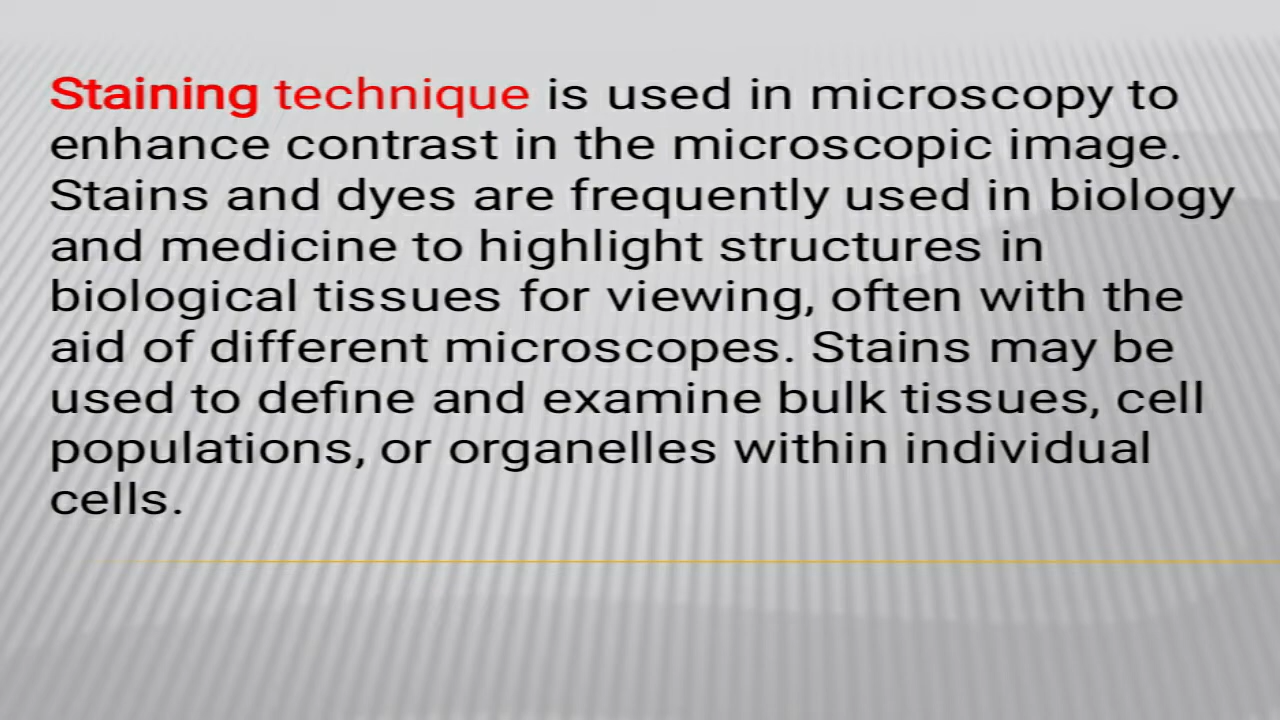 Staining technique is used in microscopy to
enhance contrast in the microscopic image.
Stains and dyes are frequently used in biology
and medicine to highlight structures in
biological tissues for viewing, often with the
aid of different microscopes. Stains may be
used to define and examine bulk tissues, cell
populations, or organelles within individual
cells.